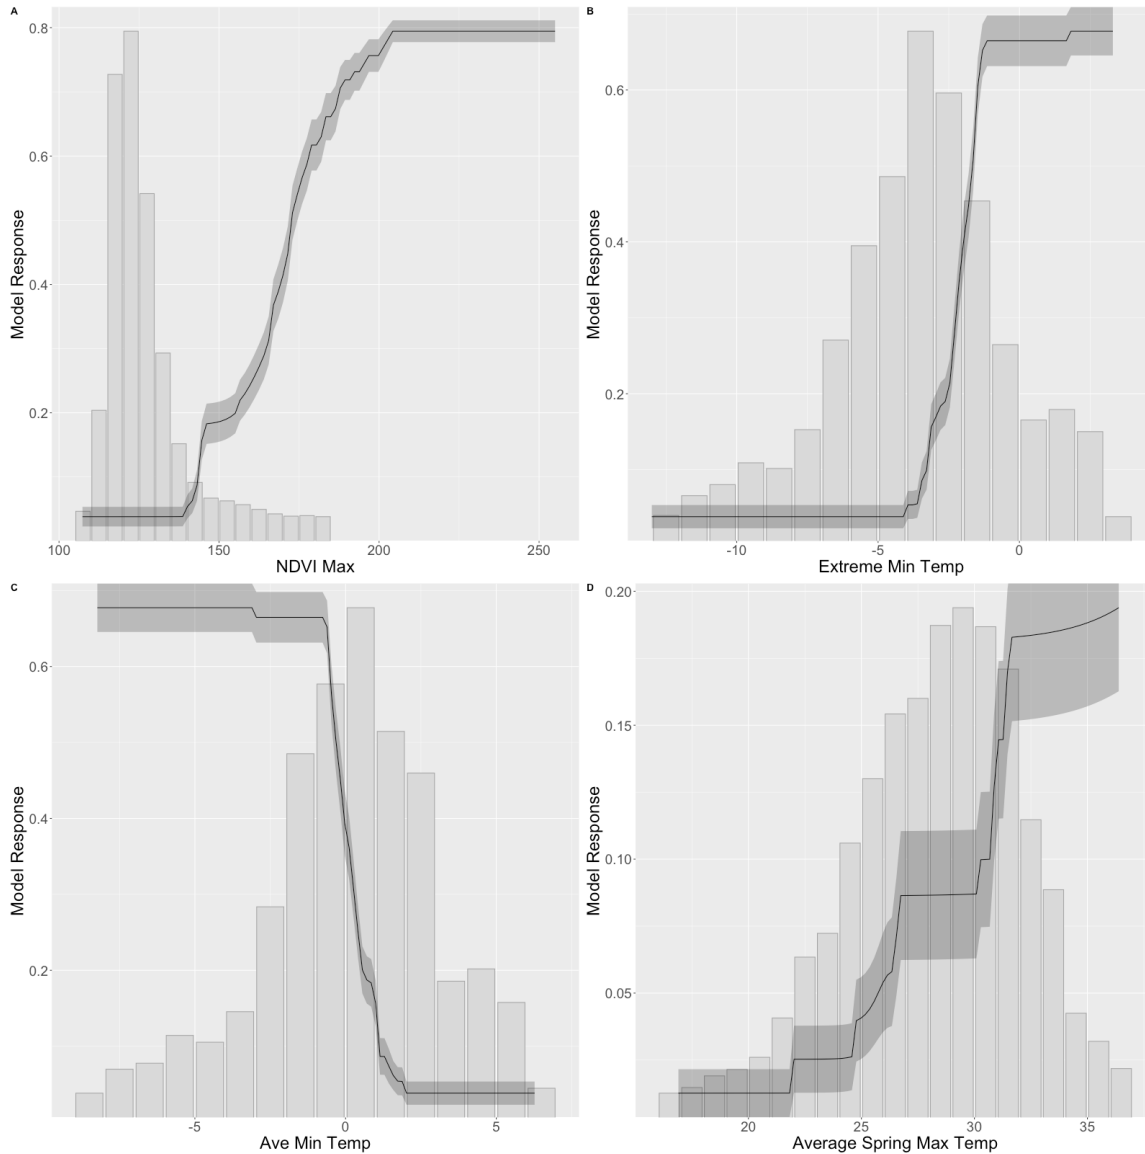 A
0.8
0.6
0.4
0.2
Model Response
100
150
200
250
NDVI Max
B
0.6
0.4
0.2
Model Response
-10
-5
0
Extreme Min Temp
C
0.6
0.4
0.2
Model Response
-5
0
5
Ave Min Temp
D
0.20
0.15
0.10
0.05
Model Response
20
25
30
35
Average Spring Max Temp